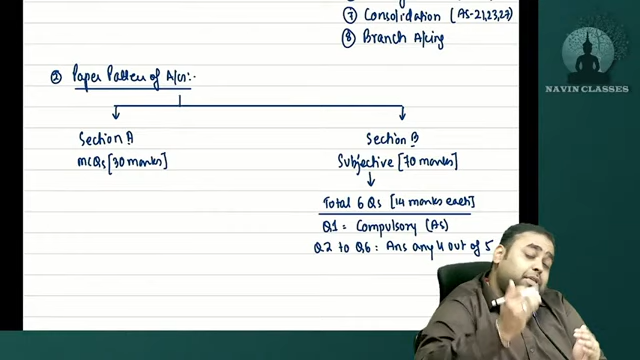 ⑦ Consolidation (AS-21,23,27)
⑧ Branch A/cing
② Paper Pattern of A/cs:-
Section A
MCQs [30 marks]
Section B
Subjective [70 marks]
Total 6 Qs [14 marks each]
Q1 = Compulsory (AS)
Q2 to Q6 : Ans any 4 out of 5
NAVIN CLASSES